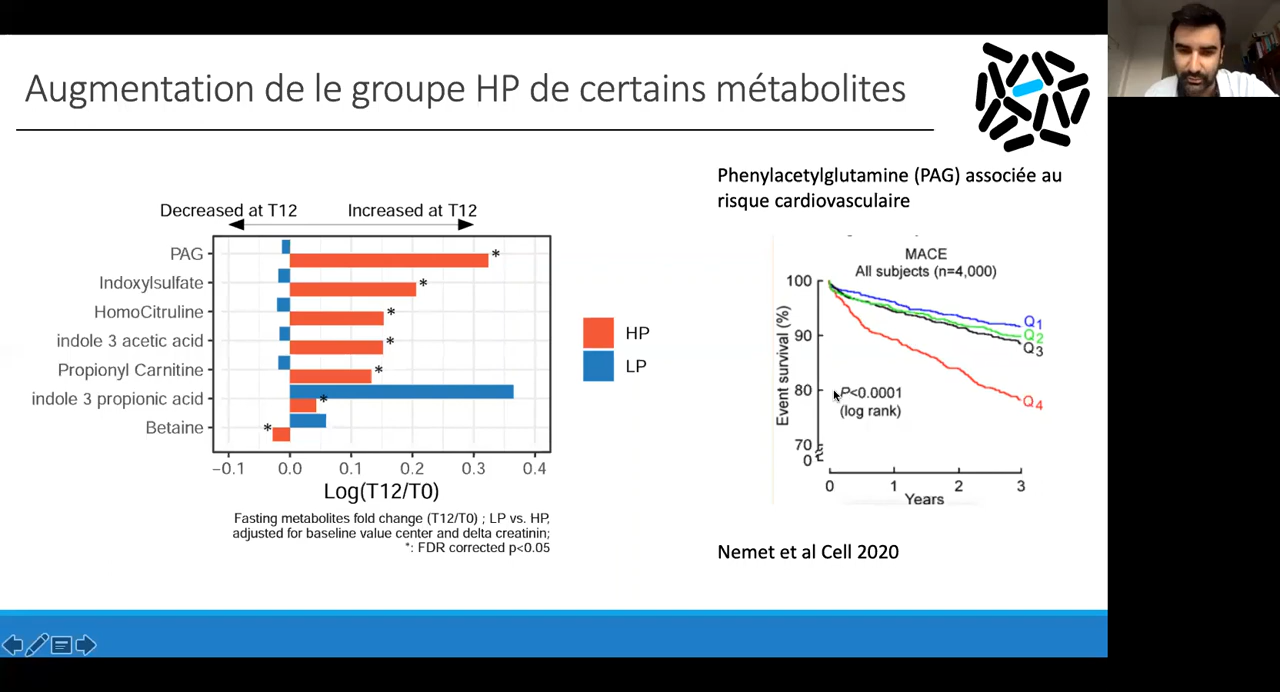 Augmentation de le groupe HP de certains métabolites
Decreased at T12
Increased at T12
PAG
Indoxylsulfate
HomoCitruline
indole 3 acetic acid
Propionyl Carnitine
indole 3 propionic acid
Betaine
*
*
*
*
*
*
*
−0.1
0.0
0.1
0.2
0.3
0.4
Log(T12/T0)
Fasting metabolites fold change (T12/T0) ; LP vs. HP,
adjusted for baseline value center and delta creatinin;
*: FDR corrected p<0.05
HP
LP
Phenylacetylglutamine (PAG) associée au
risque cardiovasculaire
MACE
All subjects (n=4,000)
Event survival (%)
100
90
80
70
0
Q1
Q2
Q3
Q4
P<0.0001
(log rank)
0
1
2
3
Years
Nemet et al Cell 2020